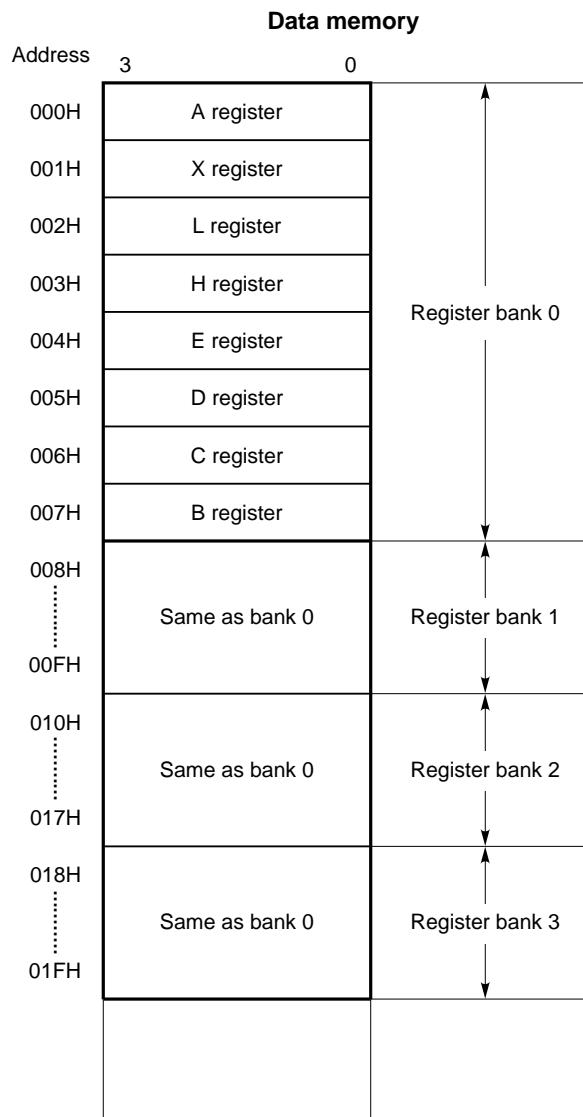 Data memory
Address
3 0
000H A register
001H X register
002H L register
003H H register
Register bank 0
004H E register
005H D register
006H C register
007H B register
008H
Same as bank 0 Register bank 1
00FH
010H
Same as bank 0 Register bank 2
017H
018H
Same as bank 0 Register bank 3
01FH